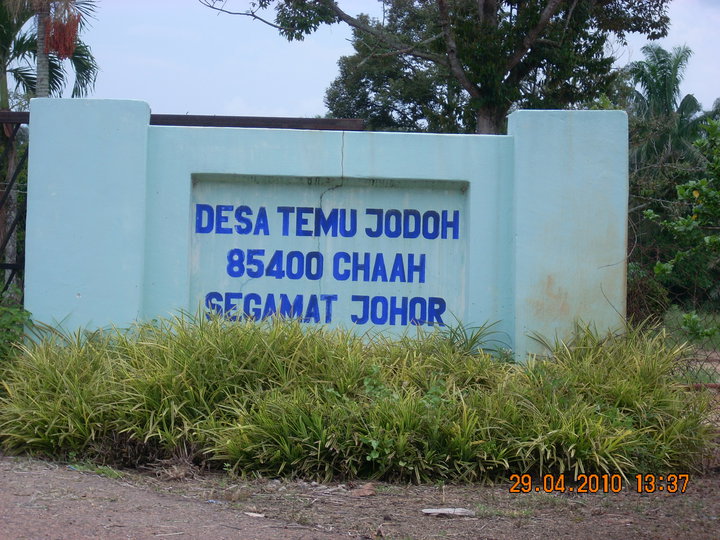 DESA TEMU JODOH
85400 CHAAH
SEGAMAT JOHOR
29.04.2010 13:37